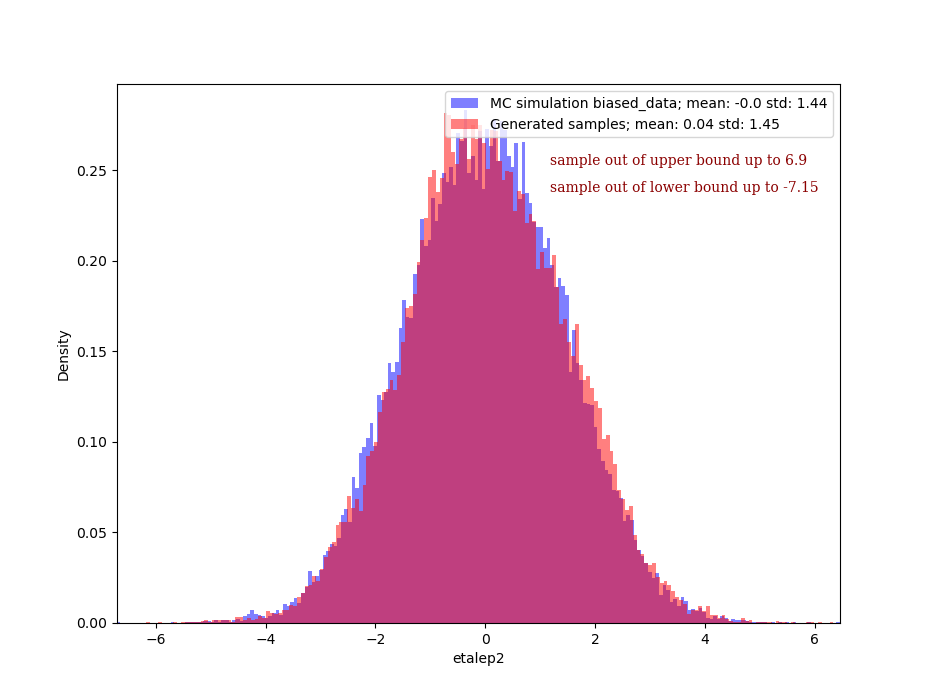 MC simulation biased_data; mean: -0.0 std: 1.44
Generated samples; mean: 0.04 std: 1.45
sample out of upper bound up to 6.9
sample out of lower bound up to -7.15
0.25
0.20
0.15
0.10
0.05
0.00
Density
−6 −4 −2 0 2 4 6
etalep2